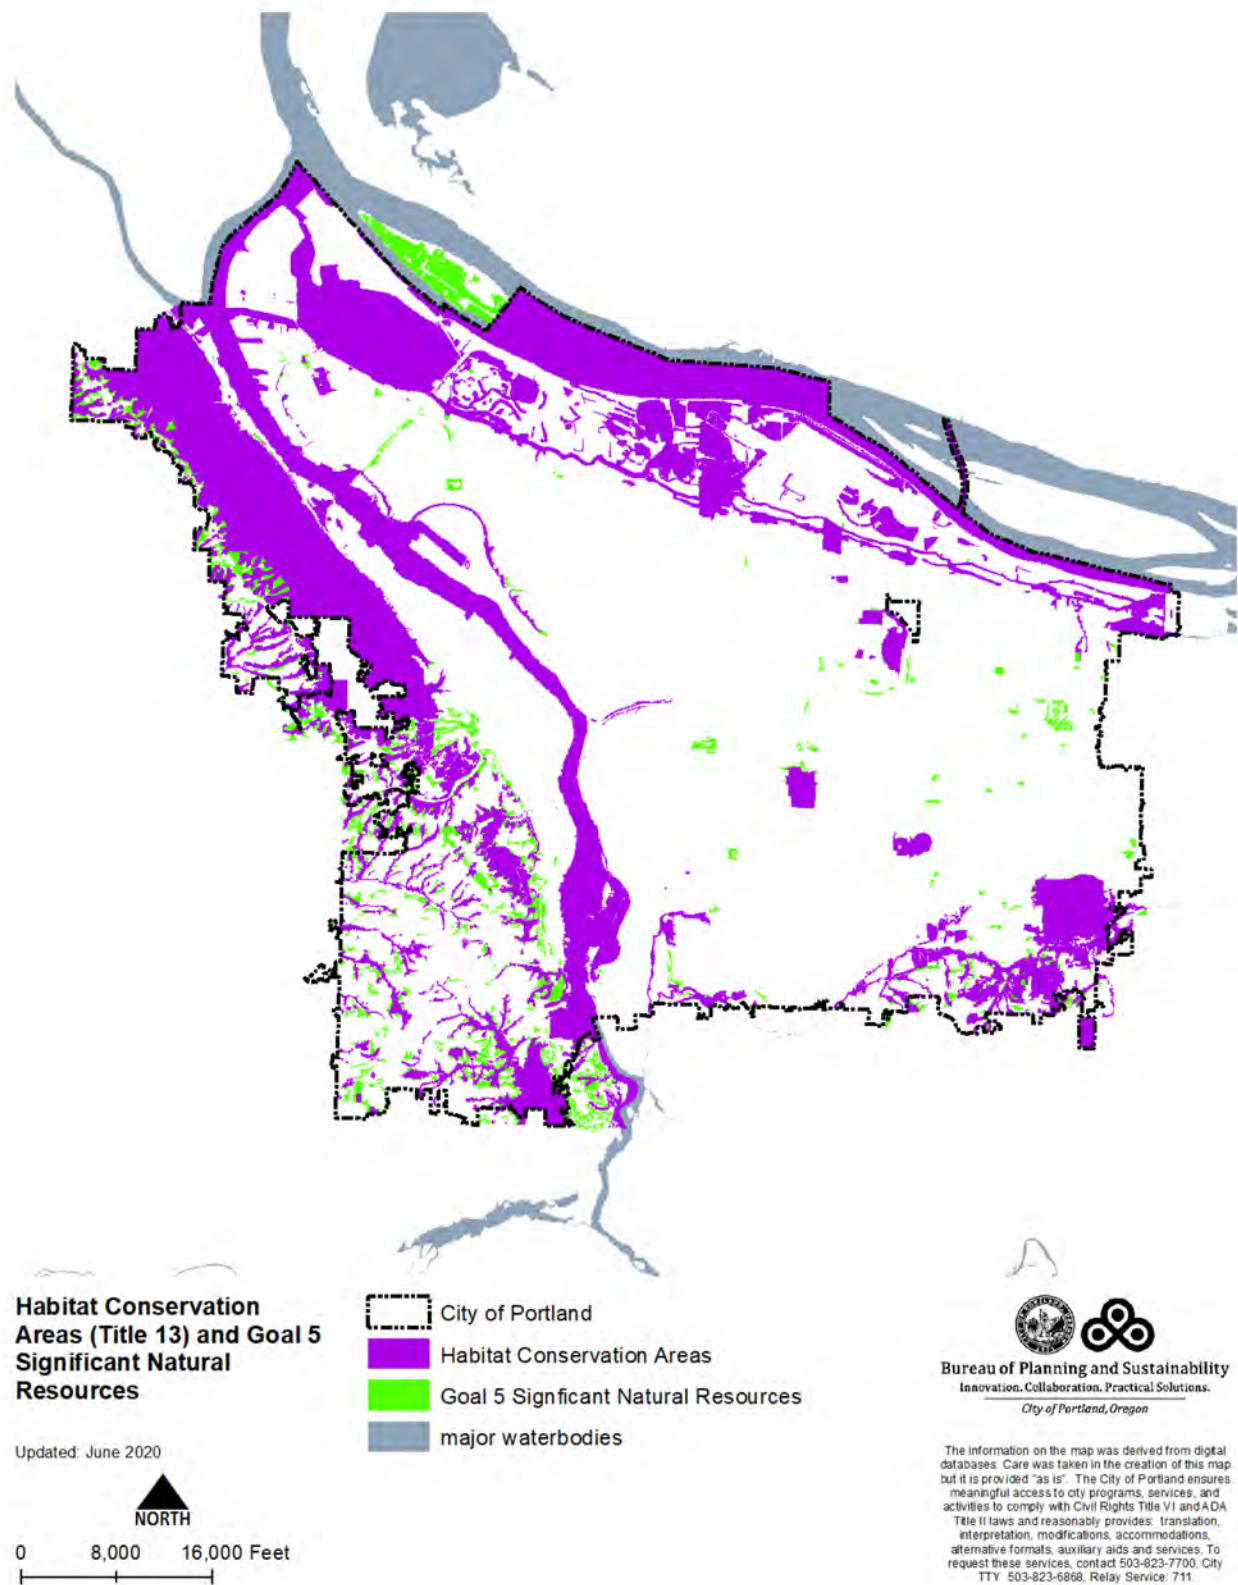 Habitat Conservation
Areas (Title 13) and Goal 5
Significant Natural
Resources
Updated: June 2020
NORTH
0 8,000 16,000 Feet
City of Portland
Habitat Conservation Areas
Goal 5 Signficant Natural Resources
major waterbodies
Bureau of Planning and Sustainability
Innovation. Collaboration. Practical Solutions.
City of Portland, Oregon
The information on the map was derived from digital
databases. Care was taken in the creation of this map
but it is provided "as is". The City of Portland ensures
meaningful access to city programs, services, and
activities to comply with Civil Rights Title VI and ADA
Title II laws and reasonably provides: translation,
interpretation, modifications, accommodations,
alternative formats, auxiliary aids and services. To
request these services, contact 503-823-7700, City
TTY 503-823-6868, Relay Service: 711.